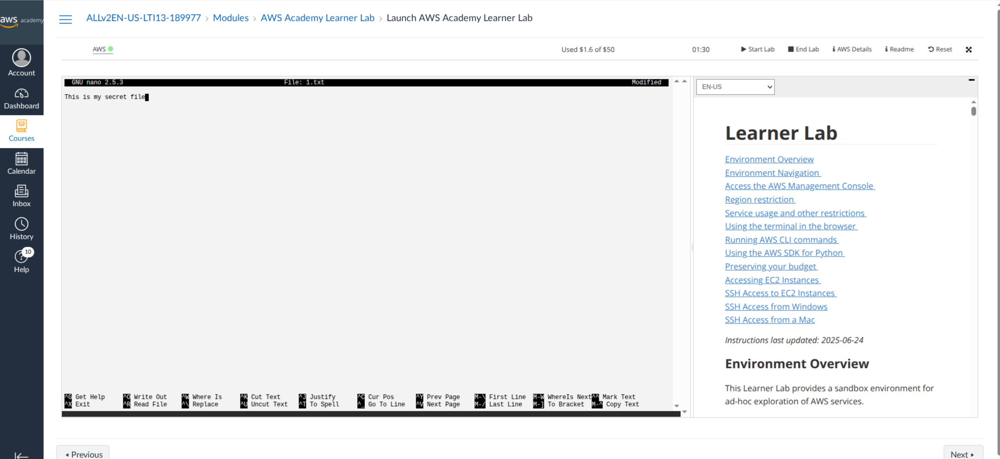 aws academy
ALLv2EN-US-LTI13-189977 > Modules > AWS Academy Learner Lab > Launch AWS Academy Learner Lab
AWS
Used $1.6 of $50
01:30
Start Lab
End Lab
AWS Details
Readme
Reset
Account
Dashboard
Courses
Calendar
Inbox
History
10
Help
GNU nano 2.5.3 File: 1.txt Modified
This is my secret file
^G Get Help ^O Write Out ^W Where Is ^K Cut Text ^J Justify ^C Cur Pos ^Y Prev Page M-\ First Line M-W WhereIs Next ^^ Mark Text
^X Exit ^R Read File ^\ Replace ^U Uncut Text ^T To Spell ^_ Go To Line ^V Next Page M-/ Last Line M-] To Bracket M-^ Copy Text
EN-US
Learner Lab
Environment Overview
Environment Navigation
Access the AWS Management Console
Region restriction
Service usage and other restrictions
Using the terminal in the browser
Running AWS CLI commands
Using the AWS SDK for Python
Preserving your budget
Accessing EC2 Instances
SSH Access to EC2 Instances
SSH Access from Windows
SSH Access from a Mac
Instructions last updated: 2025-06-24
Environment Overview
This Learner Lab provides a sandbox environment for
ad-hoc exploration of AWS services.
Previous
Next